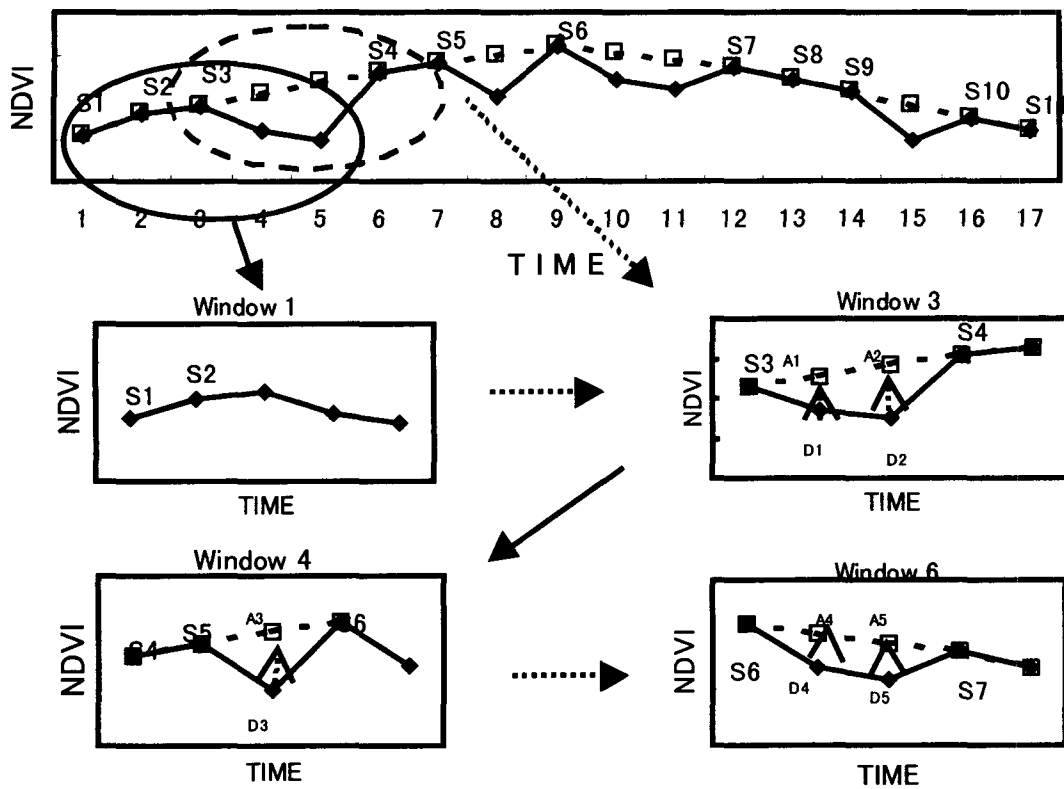 NDVI
S1 S2 S3 S4 S5 S6 S7 S8 S9 S10 S1
1 2 3 4 5 6 7 8 9 10 11 12 13 14 15 16 17
TIME
Window 1
NDVI
S1 S2
TIME
Window 3
NDVI
S3 A1 A2 S4
D1 D2
TIME
Window 4
NDVI
S4 S5 A3 S6
D3
TIME
Window 6
NDVI
A4 A5
S6 D4 D5 S7
TIME